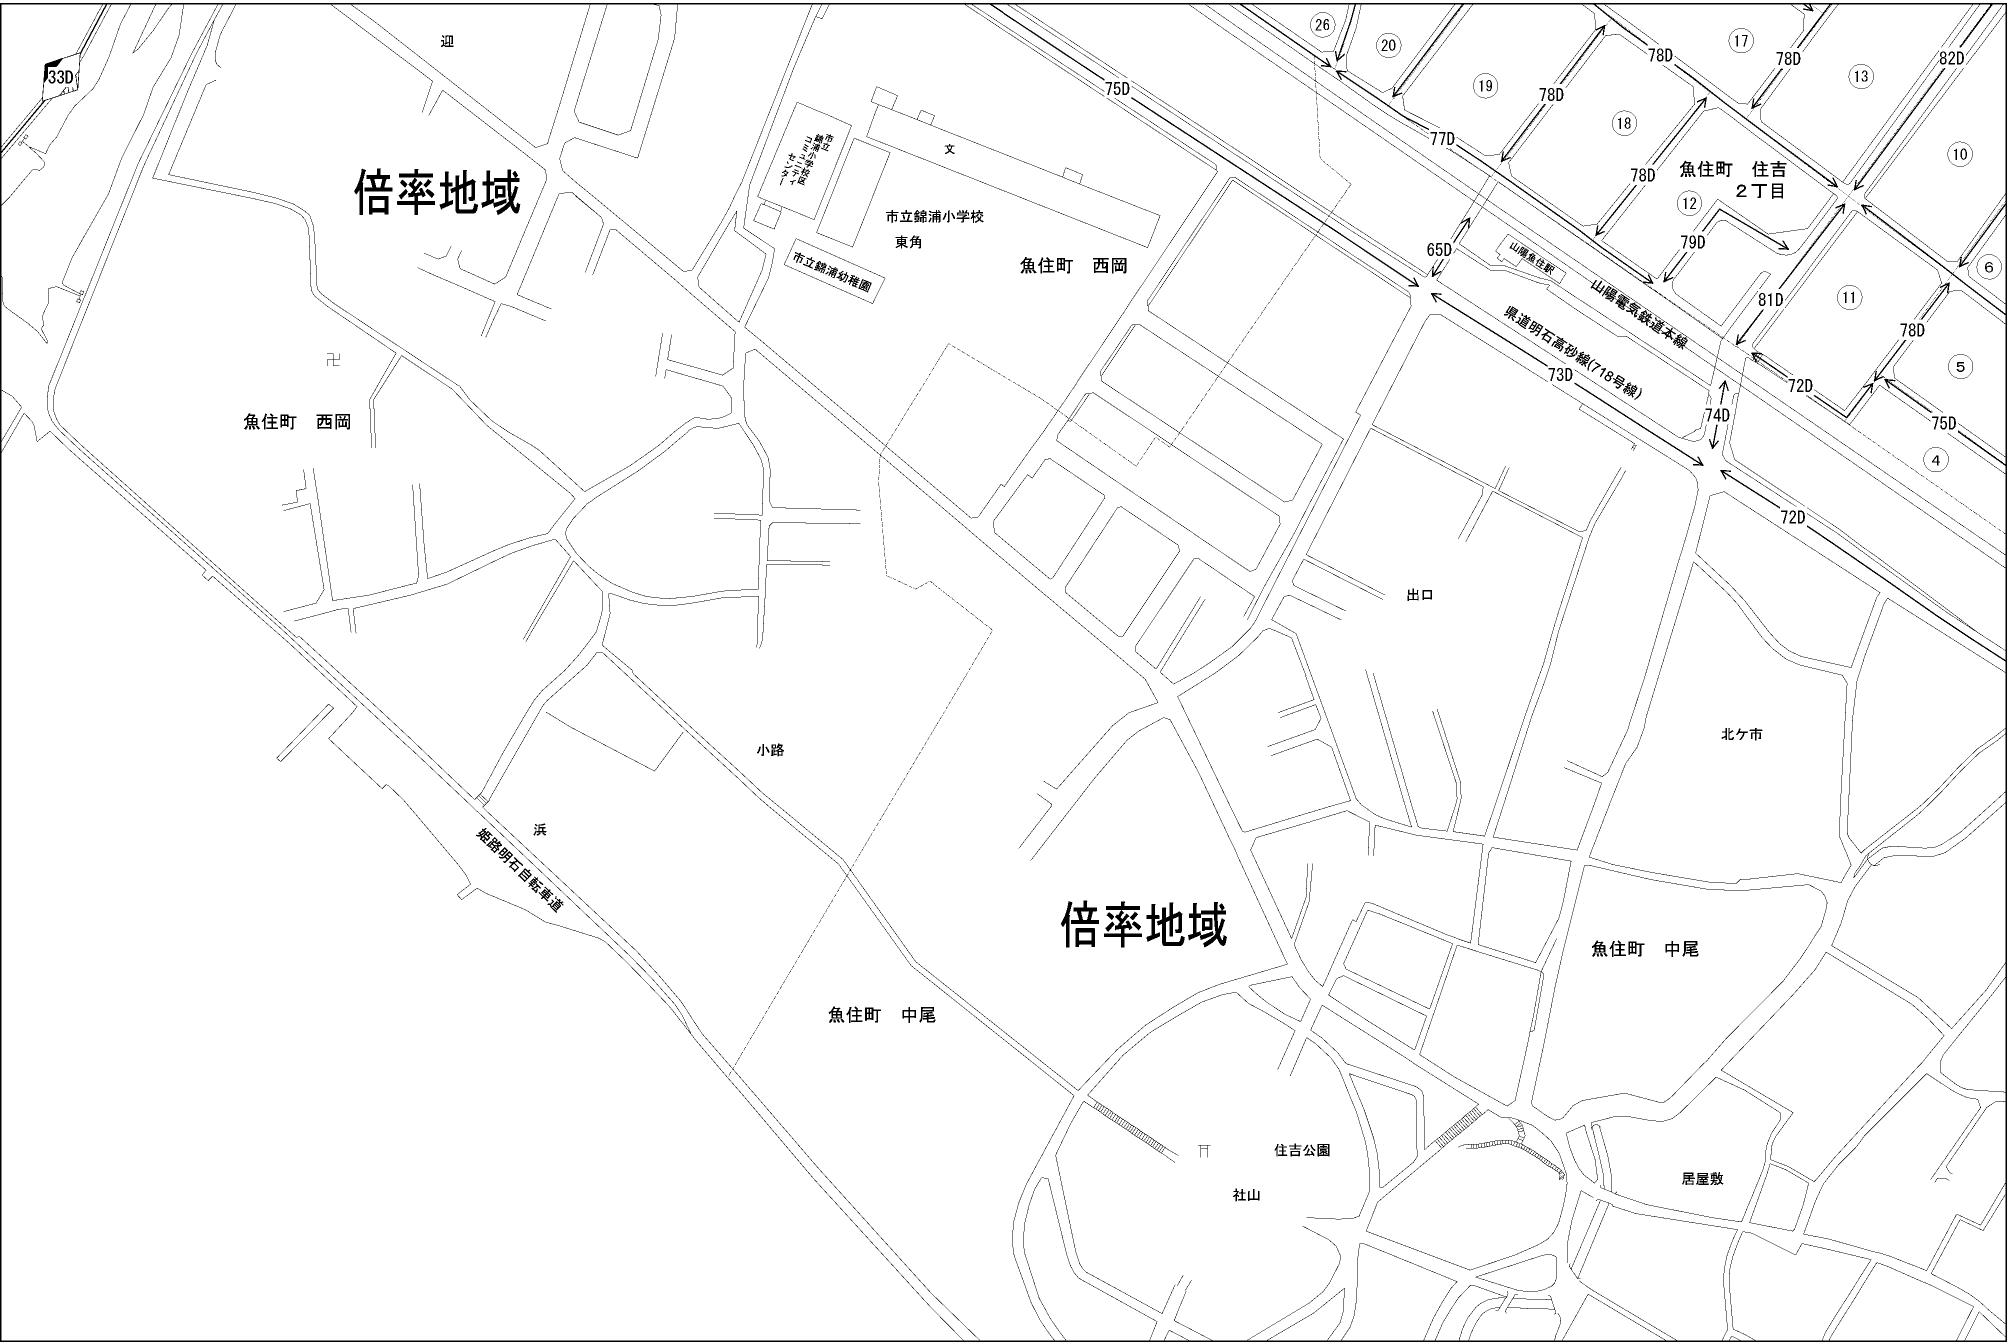 26
20
17
78D
78D
82D
13
迎
33D
75D
19
78D
77D
18
78D
10
市立
錦浦小学校区
コミュニティ
センター
文
魚住町 住吉
2丁目
12
倍率地域
市立錦浦小学校
東角
79D
65D
山陽魚住駅
市立錦浦幼稚園
魚住町 西岡
6
81D
11
山陽電気鉄道本線
県道明石高砂線(718号線)
78D
卍
73D
5
72D
74D
75D
魚住町 西岡
4
72D
出口
北ケ市
小路
浜
姫路明石自転車道
倍率地域
魚住町 中尾
魚住町 中尾
住吉公園
社山
居屋敷